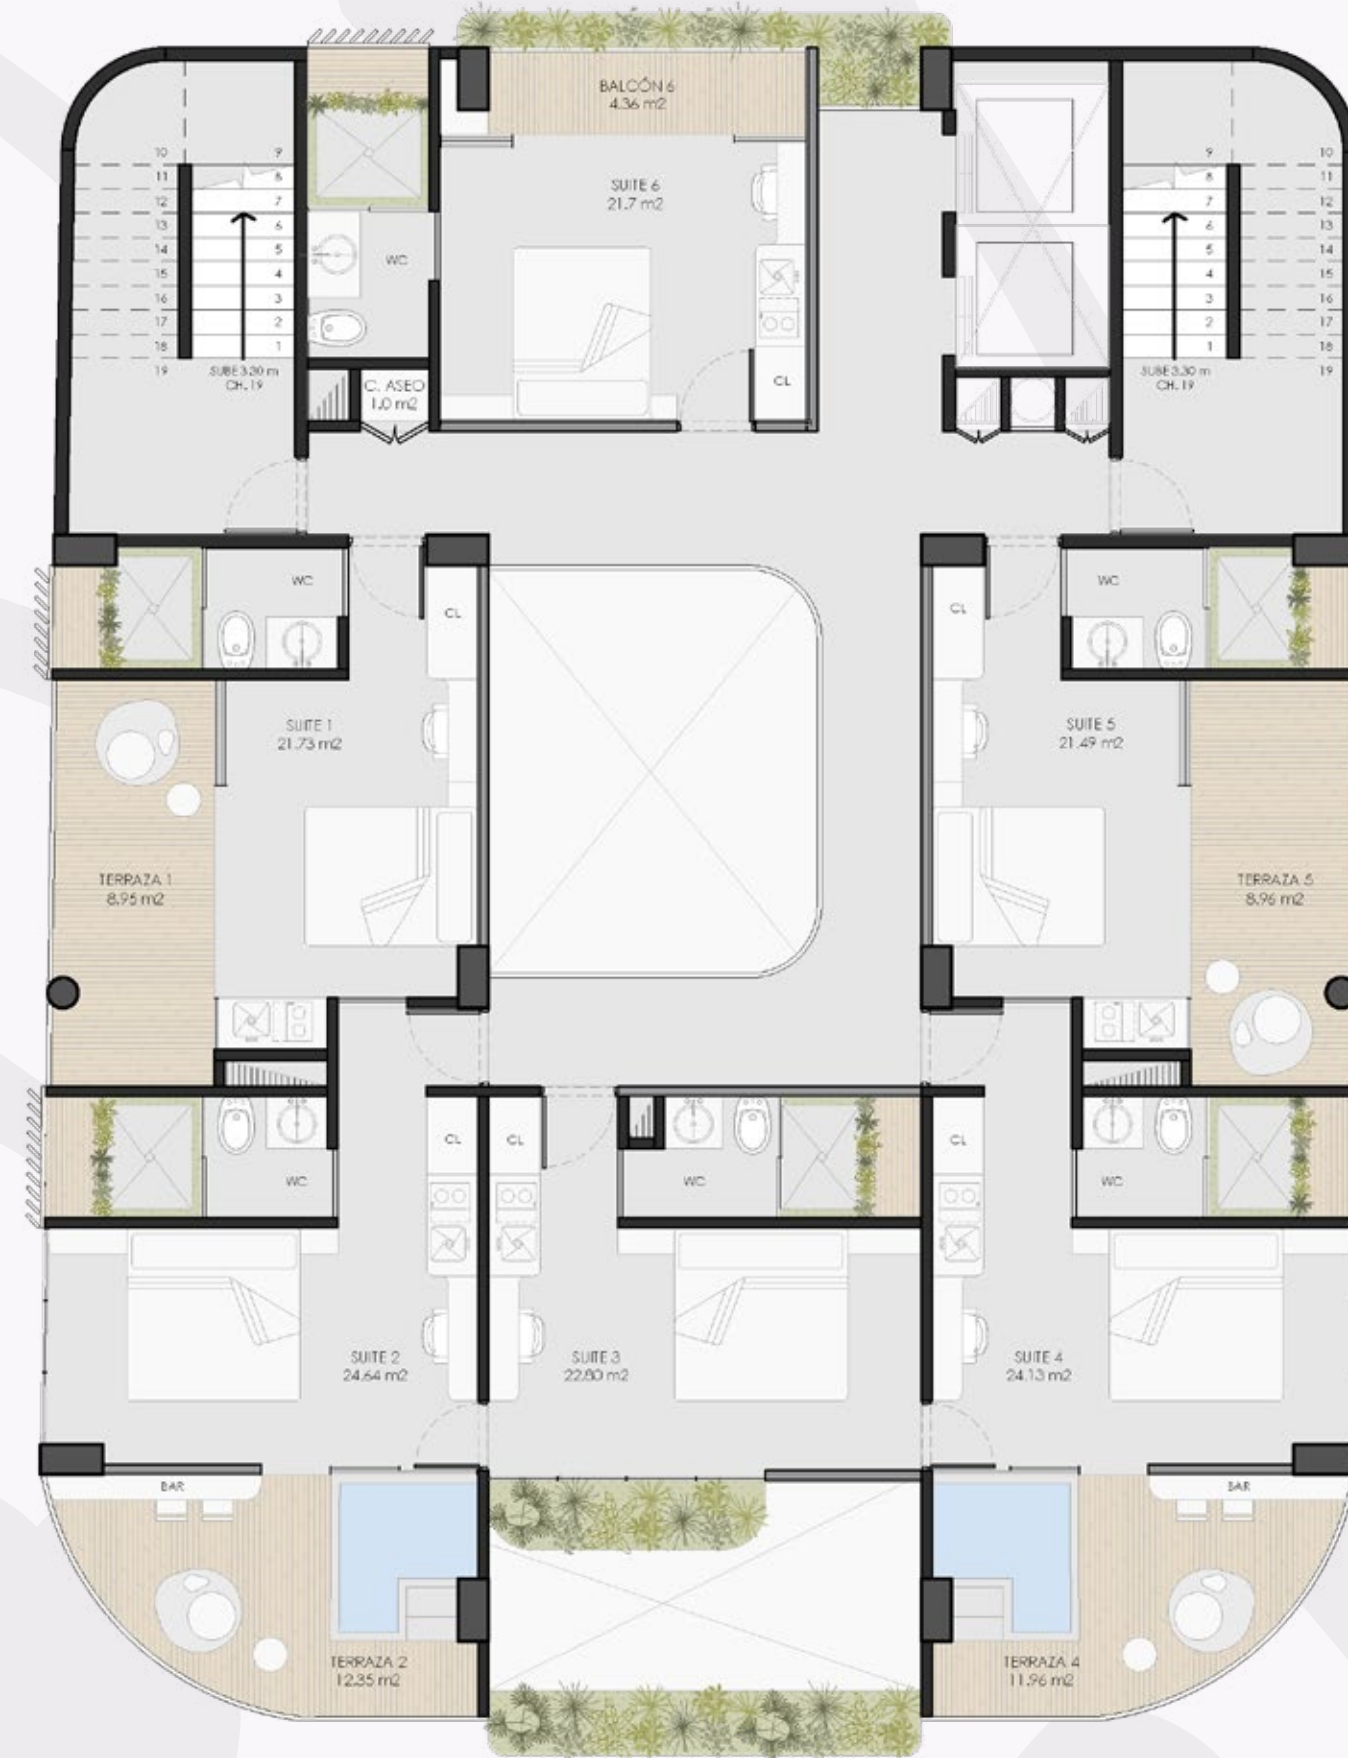 BALCÓN 6
4.36 m2
SUITE 6
21.7 m2
WC
CL
C. ASEO
1.0 m2
10
11
12
13
14
15
16
17
18
19
9
8
7
6
5
4
3
2
1
SUBE 3.30 m
CH. 19
9
8
7
6
5
4
3
2
1
10
11
12
13
14
15
16
17
18
19
SUBE 3.30 m
CH. 19
WC
CL
SUITE 1
21.73 m2
TERRAZA 1
8.95 m2
CL
WC
SUITE 5
21.49 m2
TERRAZA 5
8.96 m2
WC
CL
CL
WC
CL
WC
SUITE 2
24.64 m2
SUITE 3
22.80 m2
SUITE 4
24.13 m2
BAR
BAR
TERRAZA 2
12.35 m2
TERRAZA 4
11.96 m2